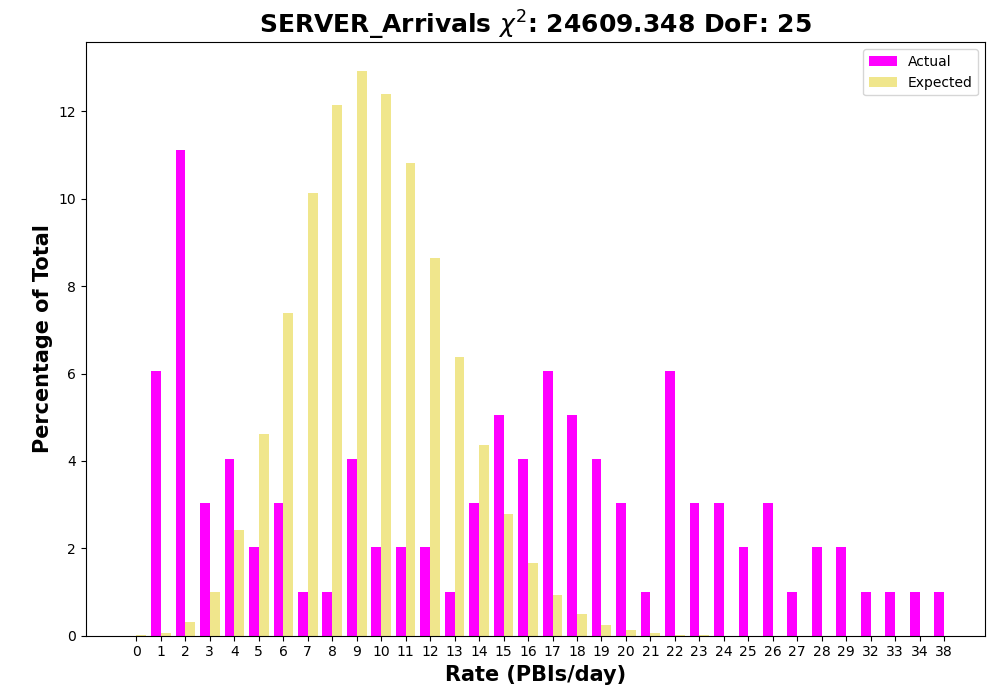 SERVER_Arrivals χ²: 24609.348 DoF: 25
Actual
Expected
Percentage of Total
12
10
8
6
4
2
0
0 1 2 3 4 5 6 7 8 9 10 11 12 13 14 15 16 17 18 19 20 21 22 23 24 25 26 27 28 29 32 33 34 38
Rate (PBIs/day)